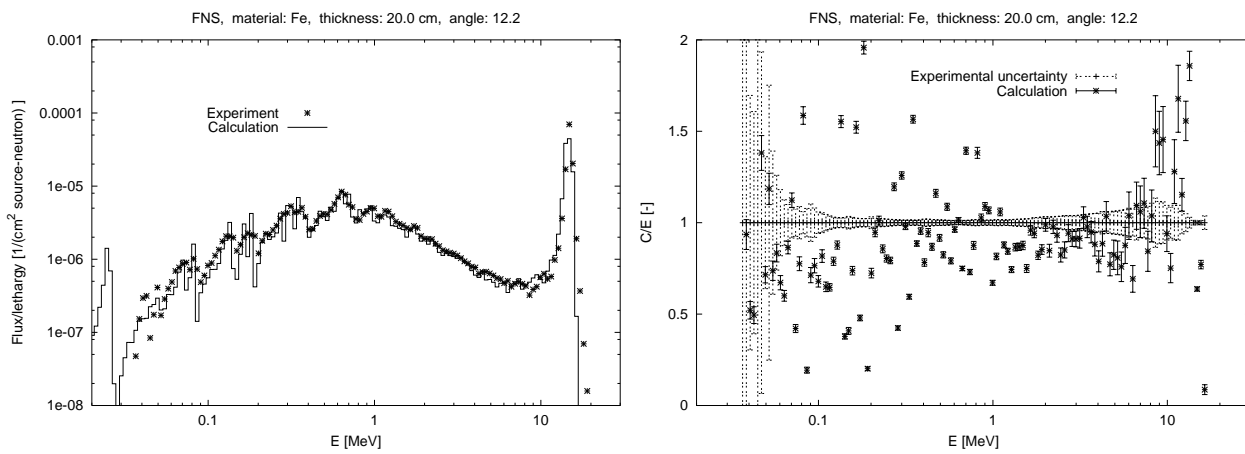 FNS, material: Fe, thickness: 20.0 cm, angle: 12.2
0.001
0.0001
1e-05
1e-06
1e-07
1e-08
Flux/lethargy [1/(cm² source-neutron) ]
Experiment
Calculation
0.1
1
10
E [MeV]
FNS, material: Fe, thickness: 20.0 cm, angle: 12.2
2
1.5
1
0.5
0
C/E [-]
Experimental uncertainty
Calculation
0.1
1
10
E [MeV]